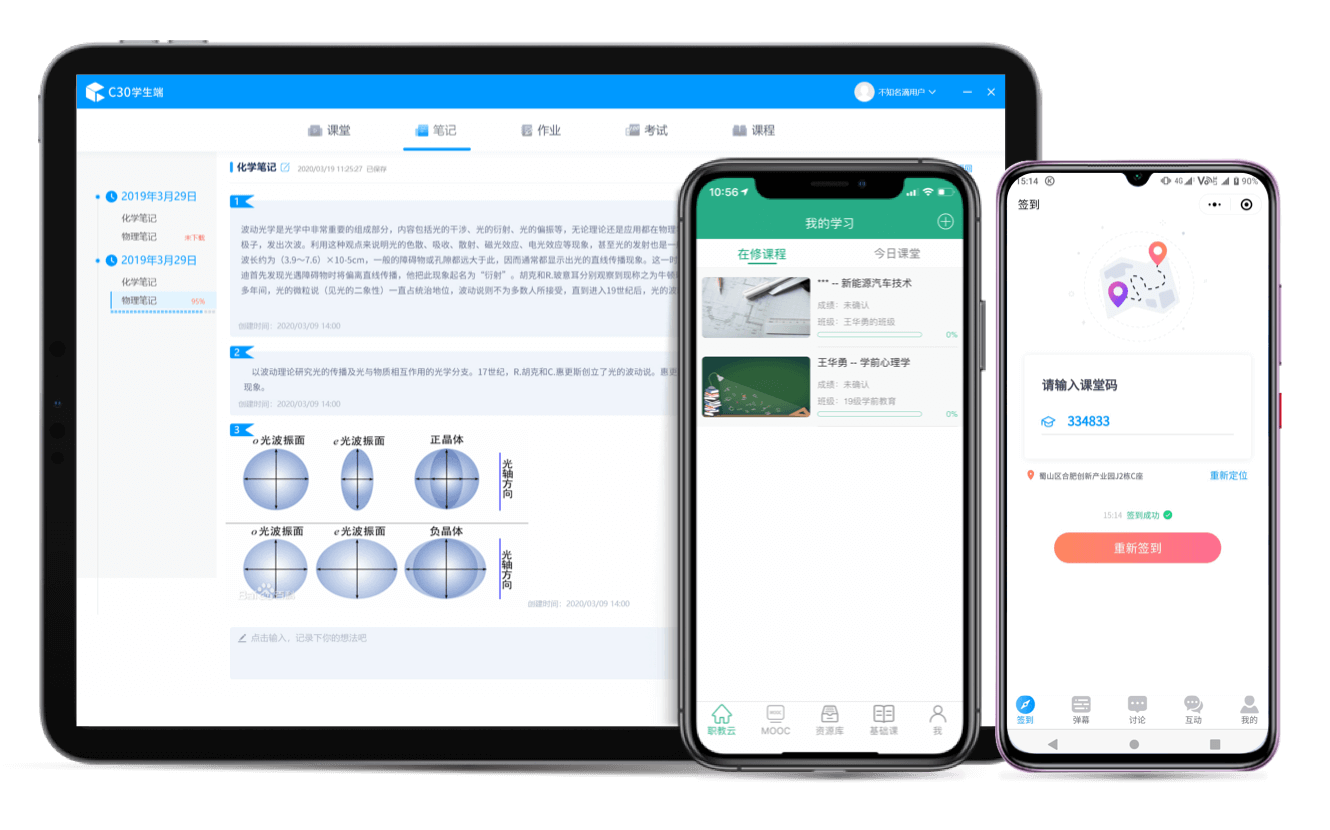 C30学生端
不知名满用户
课堂
笔记
作业
考试
课程
2019年3月29日
化学笔记
物理笔记
未下载
2019年3月29日
化学笔记
物理笔记
95%
化学笔记
2020/03/19 11:25:27 已保存
1
波动光学是光学中非常重要的组成部分，内容包括光的干涉、光的衍射、光的偏振等，无论理论还是应用都在物理
极子，发出次波。利用这种观点来说明光的色散、吸收、散射、磁光效应、电光效应等现象，甚至光的发射也是一
波长约为（3.9～7.6）×10-5cm，一般的障碍物或孔隙都远大于此，因而通常都显示出光的直线传播现象。这一时
迪首先发现光遇障碍物时将偏离直线传播，他把此现象起名为“衍射”。胡克和R.玻意耳分别观察到现称之为牛顿
多年间，光的微粒说（见光的二象性）一直占统治地位，波动说则不为多数人所接受，直到进入19世纪后，光的波
创建时间：2020/03/09 14:00
2
以波动理论研究光的传播及光与物质相互作用的光学分支。17世纪，R.胡克和C.惠更斯创立了光的波动说。惠更
现象。
创建时间：2020/03/09 14:00
3
o光波振面
e光波振面
正晶体
光轴方向
o光波振面
e光波振面
负晶体
光轴方向
创建时间：2020/03/09 14:00
点击输入，记录下你的想法吧
10:56
我的学习
在修课程
今日课堂
*** -- 新能源汽车技术
成绩：未确认
班级：王华勇的班级
0%
王华勇 -- 学前心理学
成绩：未确认
班级：19级学前教育
0%
职教云
MOOC
资源库
基础课
我
15:14
4G
90%
签到
请输入课堂码
334833
蜀山区合肥创新产业园J2栋C座
重新定位
15:14 签到成功
重新签到
签到
弹幕
讨论
互动
我的